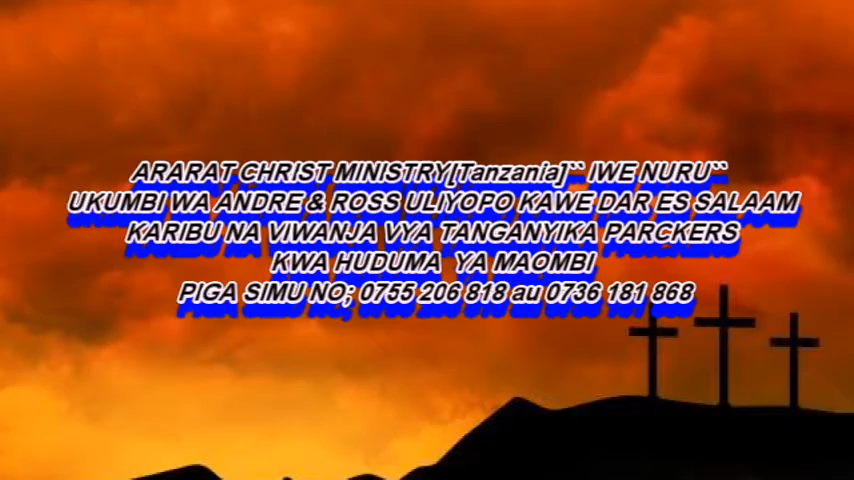 ARARAT CHRIST MINISTRY[Tanzania]`` IWE NURU``
UKUMBI WA ANDRE & ROSS ULIYOPO KAWE DAR ES SALAAM
KARIBU NA VIWANJA VYA TANGANYIKA PARCKERS
KWA HUDUMA  YA MAOMBI
PIGA SIMU NO; 0755 206 818 au 0736 181 868